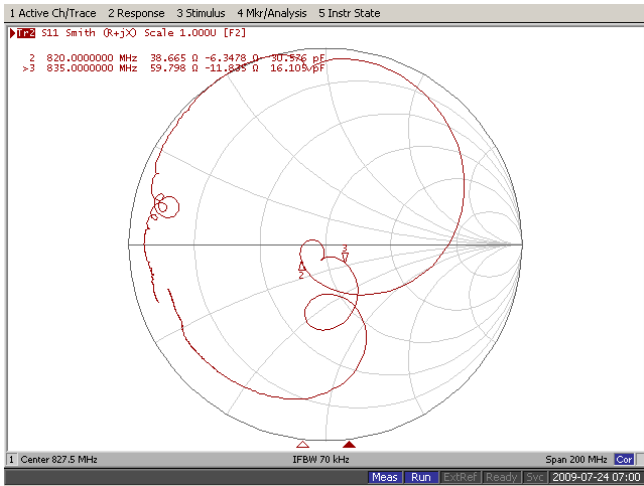 1 Active Ch/Trace 2 Response 3 Stimulus 4 Mkr/Analysis 5 Instr State
Tr2 S11 Smith (R+jX) Scale 1.000U [F2]
2 820.0000000 MHz 38.665 Ω -6.3478 Ω 30.576 pF
>3 835.0000000 MHz 59.798 Ω -11.835 Ω 16.105 pF
3
2
1 Center 827.5 MHz IFBW 70 kHz Span 200 MHz Cor
Meas Run ExtRef Ready Svc 2009-07-24 07:00